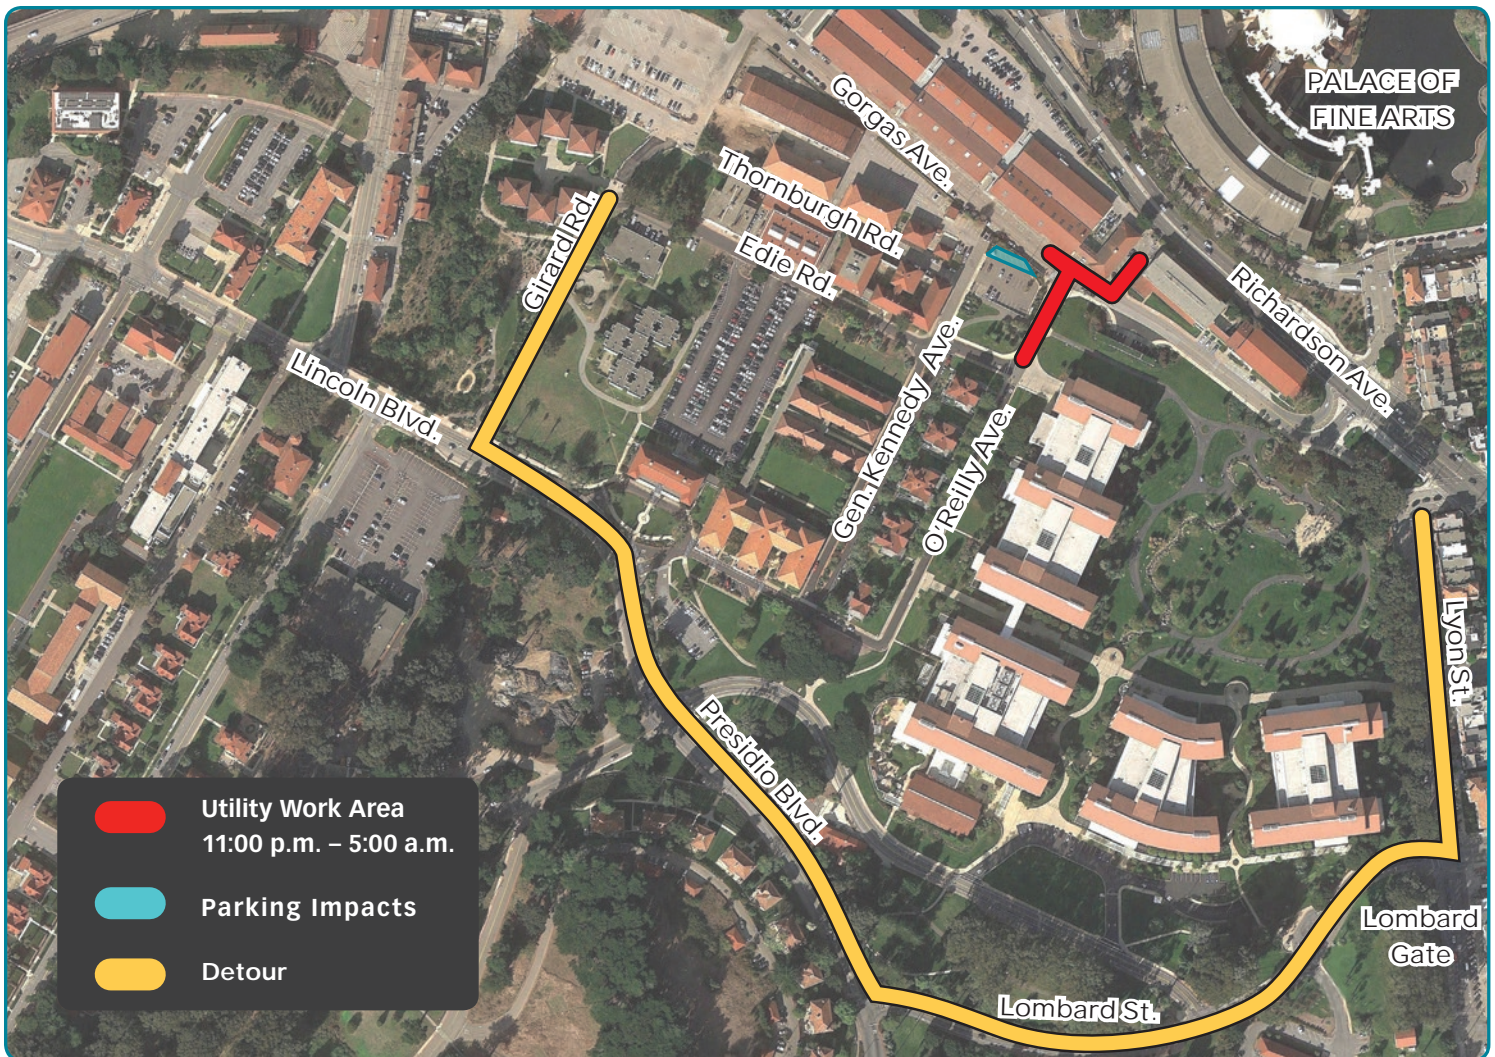 PALACE OF
FINE ARTS
Gorgas Ave.
Thornburgh Rd.
Edie Rd.
Girard Rd.
Richardson Ave.
Lincoln Blvd.
Gen. Kennedy Ave.
O'Reilly Ave.
Lyon St.
Presidio Blvd.
Lombard
Gate
Lombard St.
Utility Work Area
11:00 p.m. – 5:00 a.m.
Parking Impacts
Detour